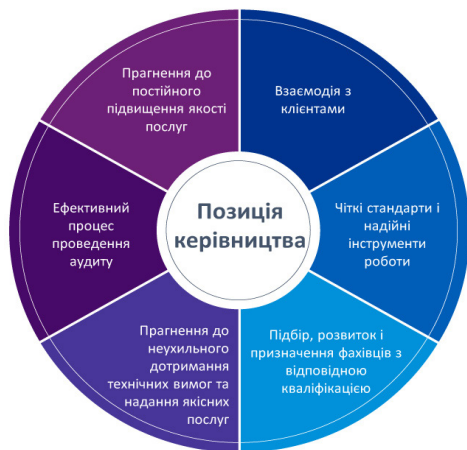 Прагнення до
постійного
підвищення якості
послуг
Взаємодія з
клієнтами
Ефективний
процес
проведення
аудиту
Позиція
керівництва
Чіткі стандарти і
надійні
інструменти
роботи
Прагнення до
неухильного
дотримання
технічних вимог та
надання якісних
послуг
Підбір, розвиток і
призначення фахівців з
відповідною
кваліфікацією